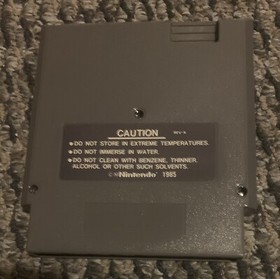 CAUTION
•DO NOT STORE IN EXTREME TEMPERATURES.
•DO NOT IMMERSE IN WATER.
•DO NOT CLEAN WITH BENZENE, THINNER,
ALCOHOL OR OTHER SUCH SOLVENTS.
© Nintendo 1985